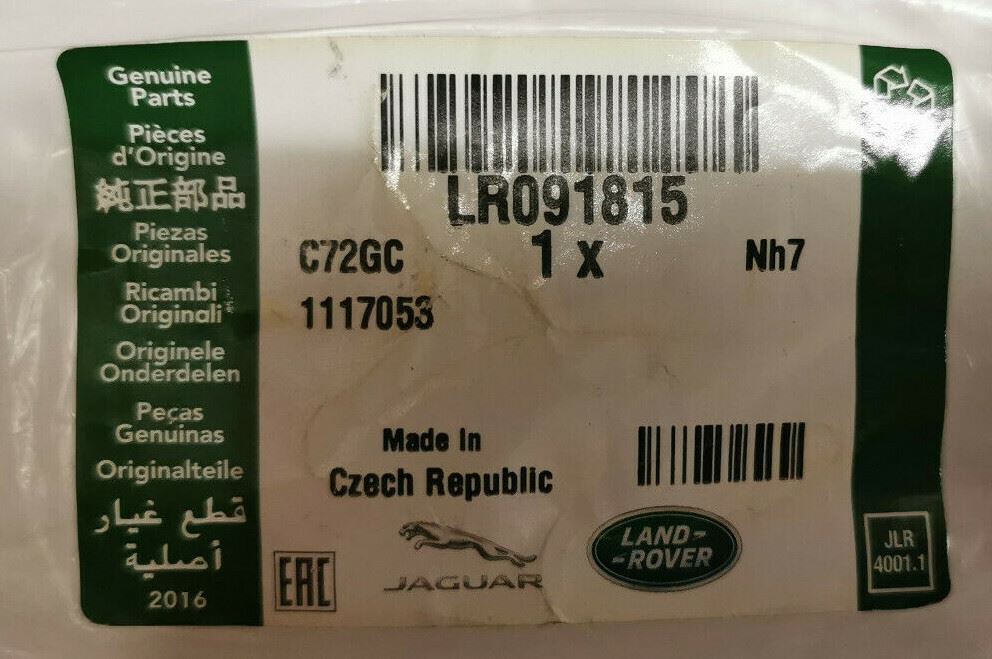 Genuine
Parts
Pièces
d'Origine
純正部品
Piezas
Originales
Ricambi
Originali
Originele
Onderdelen
Peças
Genuinas
Originalteile
قطع غيار
أصلية
2016
LR091815
C72GC
1 x
Nh7
1117053
Made in
Czech Republic
EAC
JAGUAR
LAND-
-ROVER
JLR
4001.1